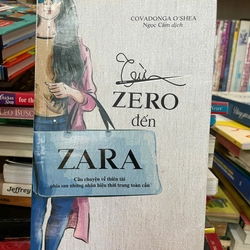 COVADONGA O'SHEA
Ngọc Cầm dịch
Từ
ZERO
đến
ZARA
Câu chuyện về thiên tài
phía sau những nhãn hiệu thời trang toàn cầu
Jeffrey